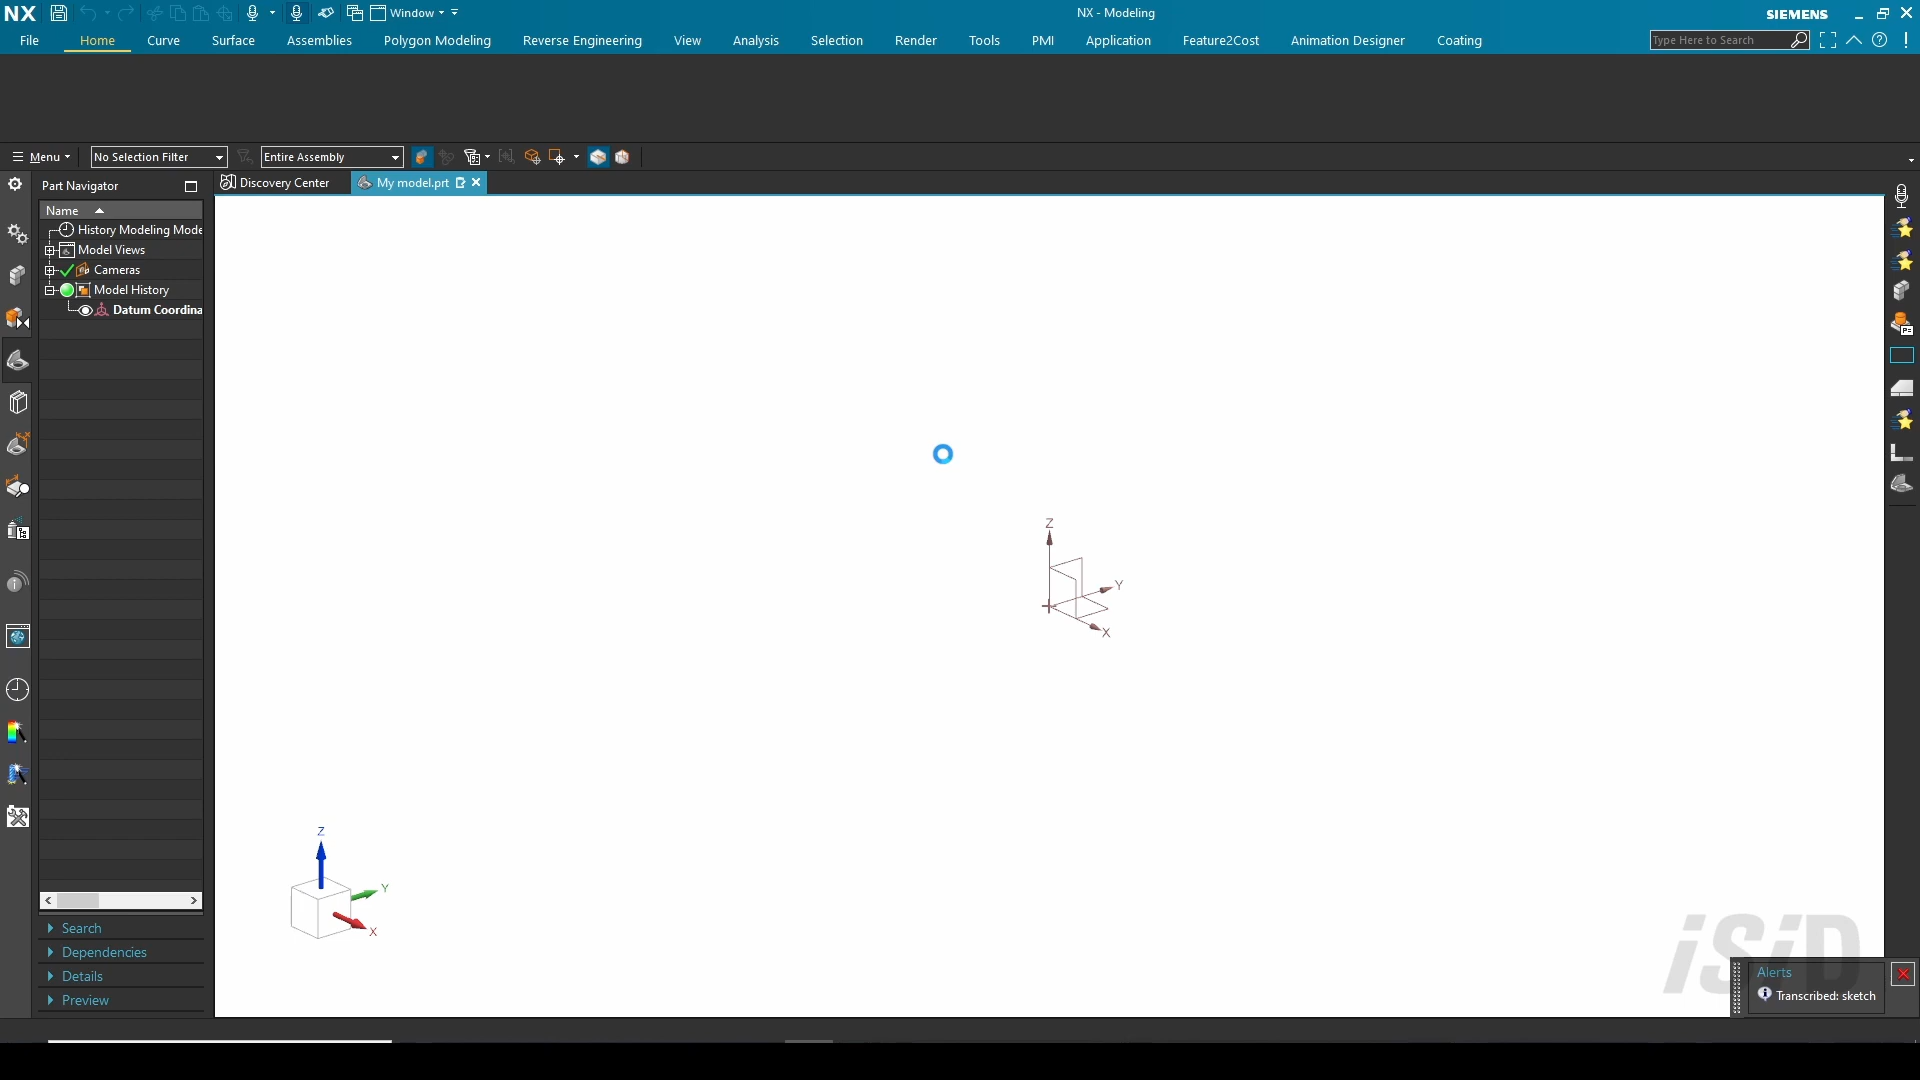 NX
Window
NX - Modeling
SIEMENS
File
Home
Curve
Surface
Assemblies
Polygon Modeling
Reverse Engineering
View
Analysis
Selection
Render
Tools
PMI
Application
Feature2Cost
Animation Designer
Coating
Type Here to Search
Menu
No Selection Filter
Entire Assembly
Part Navigator
Discovery Center
My model.prt
Name
History Modeling Mode
Model Views
Cameras
Model History
Datum Coordina
Z
Y
X
Z
Y
X
Search
Dependencies
Details
Preview
iSiD
Alerts
Transcribed: sketch